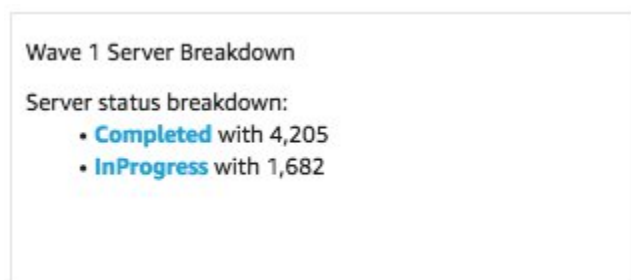 Wave 1 Server Breakdown
Server status breakdown:
• Completed with 4,205
• InProgress with 1,682